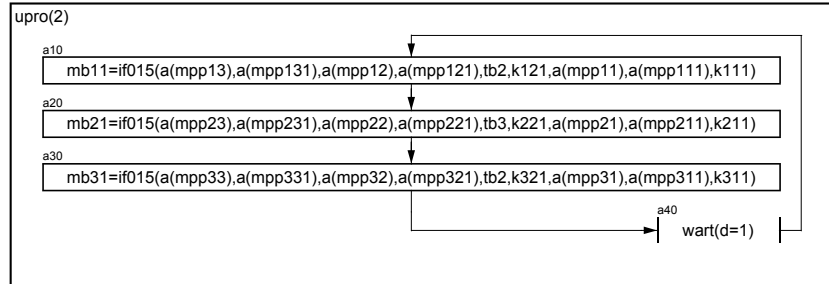 upro(2)
a10
mb11=if015(a(mpp13),a(mpp131),a(mpp12),a(mpp121),tb2,k121,a(mpp11),a(mpp111),k111)
a20
mb21=if015(a(mpp23),a(mpp231),a(mpp22),a(mpp221),tb3,k221,a(mpp21),a(mpp211),k211)
a30
mb31=if015(a(mpp33),a(mpp331),a(mpp32),a(mpp321),tb2,k321,a(mpp31),a(mpp311),k311)
a40
wart(d=1)